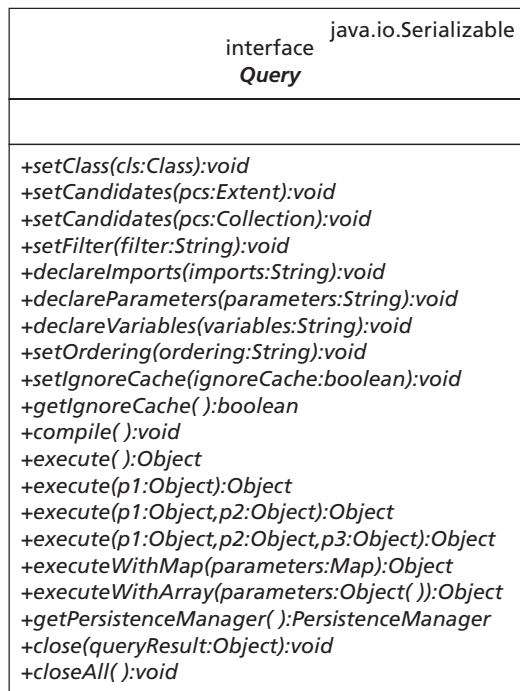 java.io.Serializable
interface
Query
+setClass(cls:Class):void
+setCandidates(pcs:Extent):void
+setCandidates(pcs:Collection):void
+setFilter(filter:String):void
+declareImports(imports:String):void
+declareParameters(parameters:String):void
+declareVariables(variables:String):void
+setOrdering(ordering:String):void
+setIgnoreCache(ignoreCache:boolean):void
+getIgnoreCache( ):boolean
+compile( ):void
+execute( ):Object
+execute(p1:Object):Object
+execute(p1:Object,p2:Object):Object
+execute(p1:Object,p2:Object,p3:Object):Object
+executeWithMap(parameters:Map):Object
+executeWithArray(parameters:Object( )):Object
+getPersistenceManager( ):PersistenceManager
+close(queryResult:Object):void
+closeAll( ):void